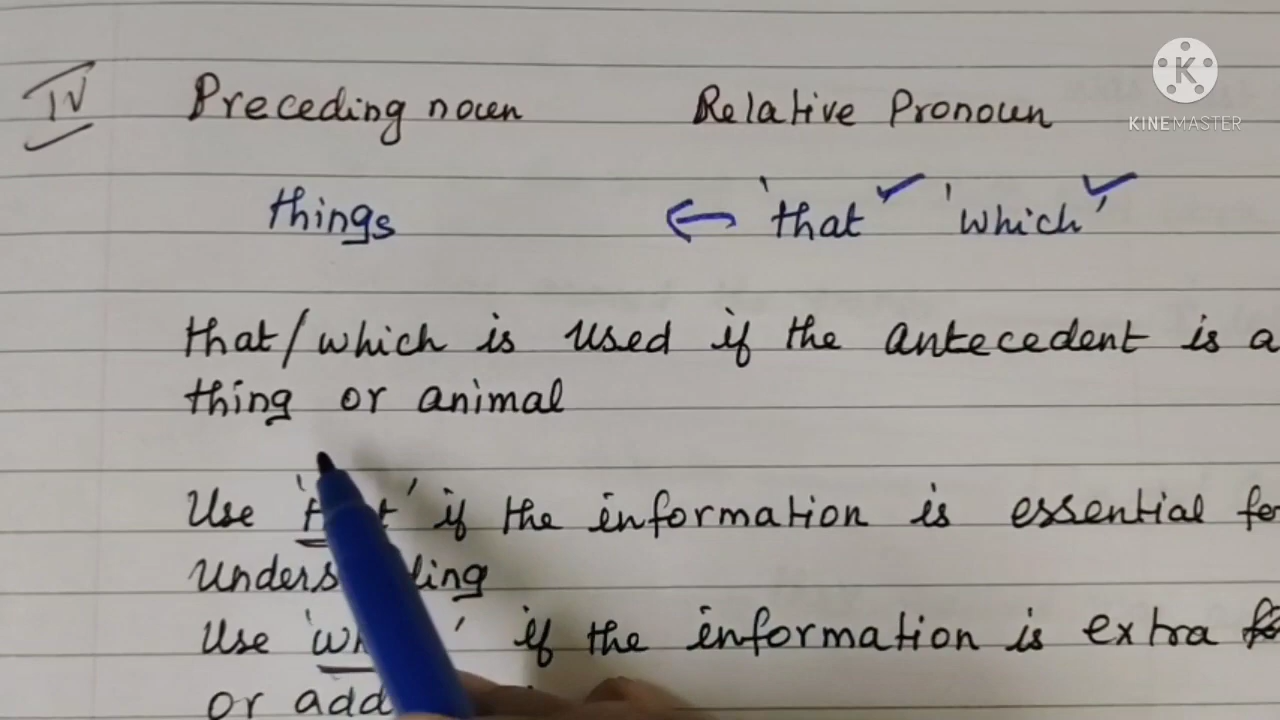 IV Preceding noun Relative Pronoun
K
KINEMASTER
things ← 'that' ✓ 'which' ✓
that/which is used if the antecedent is a
thing or animal
Use if the information is essential for
Use if the information is extra
or